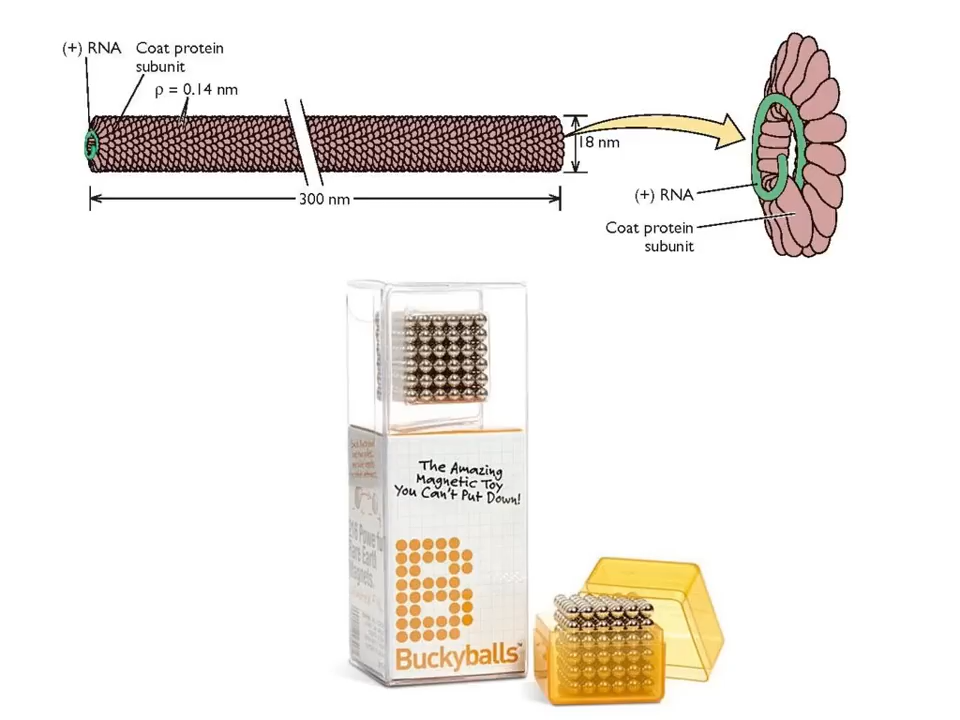 (+) RNA
Coat protein
subunit
ρ = 0.14 nm
18 nm
300 nm
(+) RNA
Coat protein
subunit
The Amazing
Magnetic Toy
You Can't Put Down!
Rare Earth
Magnets.
B
Buckyballs™